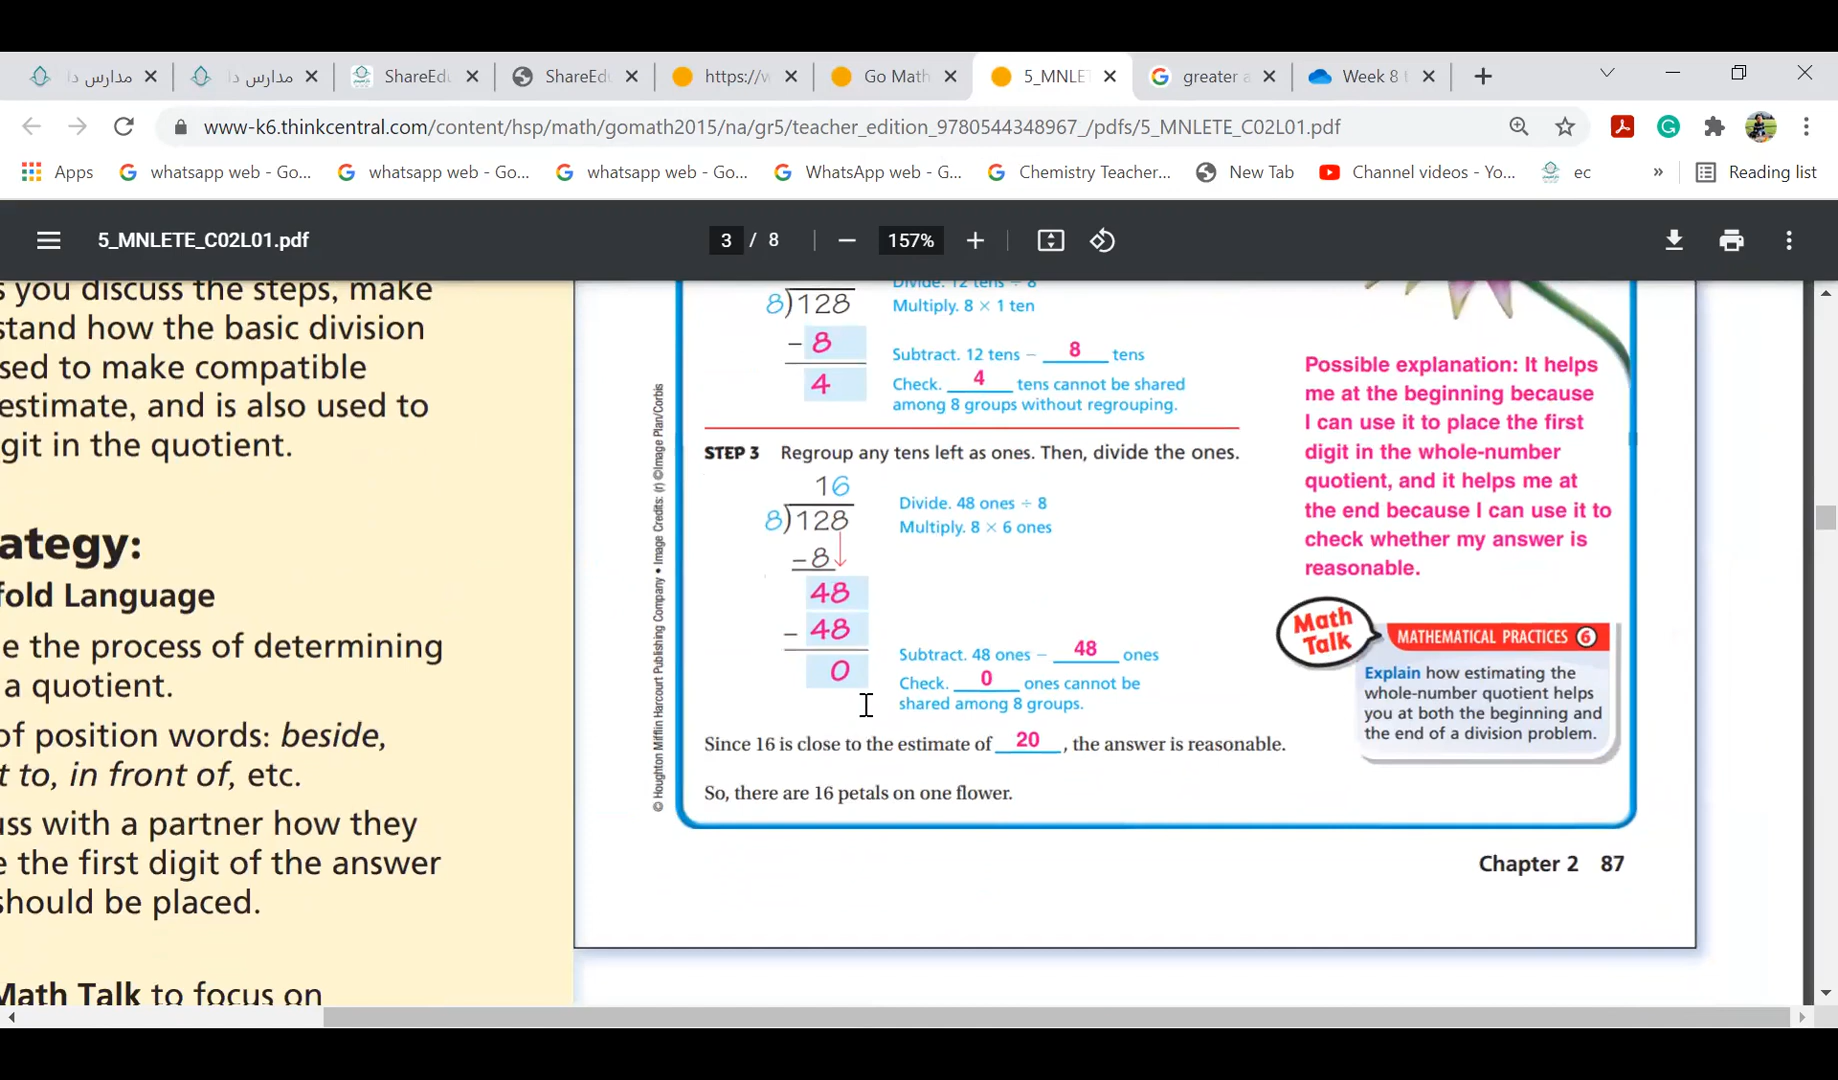 مدارس دا
مدارس دا
ShareEdu
ShareEdu
https://w
Go Math
5_MNLETE
greater a
Week 8
www-k6.thinkcentral.com/content/hsp/math/gomath2015/na/gr5/teacher_edition_9780544348967_/pdfs/5_MNLETE_C02L01.pdf
Apps
whatsapp web - Go...
whatsapp web - Go...
whatsapp web - Go...
WhatsApp web - G...
Chemistry Teacher...
New Tab
Channel videos - Yo...
ec
»
Reading list
5_MNLETE_C02L01.pdf
3 / 8
157%
s you discuss the steps, make
stand how the basic division
sed to make compatible
estimate, and is also used to
git in the quotient.
ategy:
fold Language
e the process of determining
a quotient.
of position words: beside,
t to, in front of, etc.
uss with a partner how they
e the first digit of the answer
should be placed.
Math Talk to focus on
© Houghton Mifflin Harcourt Publishing Company • Image Credits: (r) ©Image Plan/Corbis
Divide. 12 tens ÷ 8
8)128
Multiply. 8 × 1 ten
−8
4
Subtract. 12 tens − 8 tens
Check. 4 tens cannot be shared
among 8 groups without regrouping.
STEP 3 Regroup any tens left as ones. Then, divide the ones.
16
8)128
−8
48
−48
0
Divide. 48 ones ÷ 8
Multiply. 8 × 6 ones
Subtract. 48 ones − 48 ones
Check. 0 ones cannot be
shared among 8 groups.
Since 16 is close to the estimate of 20, the answer is reasonable.
So, there are 16 petals on one flower.
Possible explanation: It helps
me at the beginning because
I can use it to place the first
digit in the whole-number
quotient, and it helps me at
the end because I can use it to
check whether my answer is
reasonable.
Math
Talk
MATHEMATICAL PRACTICES 6
Explain how estimating the
whole-number quotient helps
you at both the beginning and
the end of a division problem.
Chapter 2 87